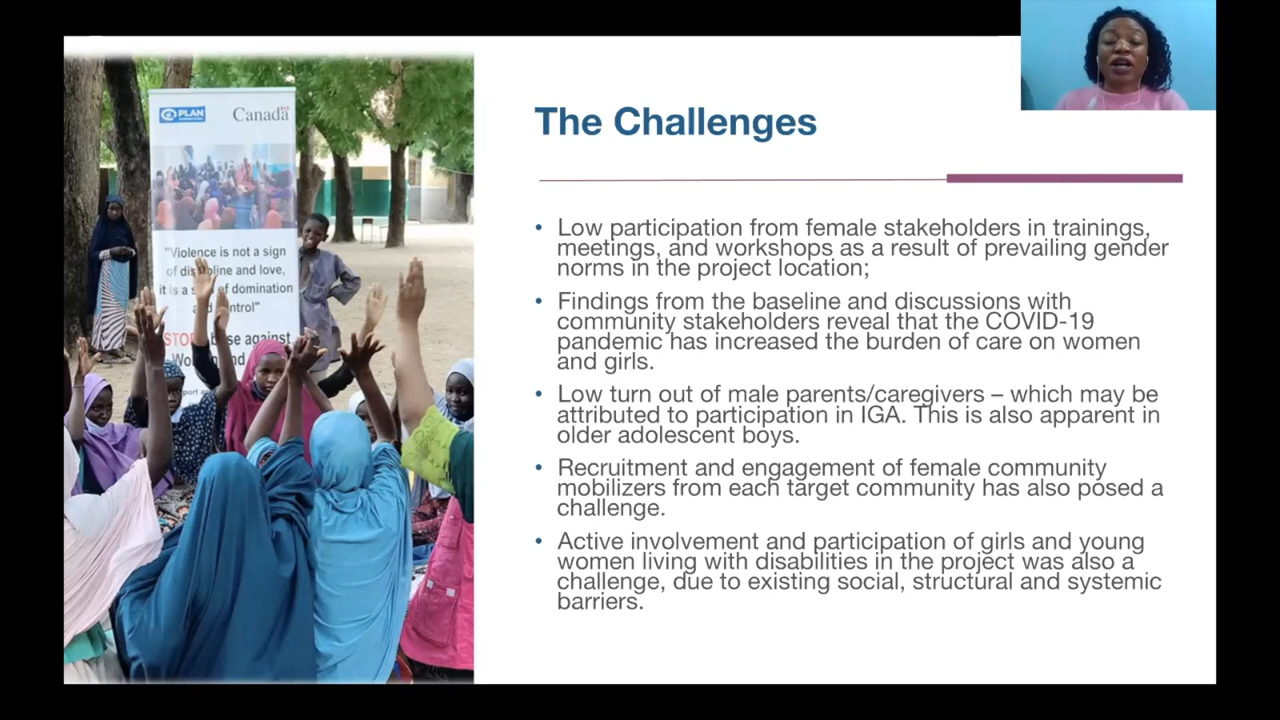 PLAN
INTERNATIONAL
Canada
"Violence is not a sign
of discipline and love,
it is a of domination
and control"
STOP against
The Challenges
• Low participation from female stakeholders in trainings,
meetings, and workshops as a result of prevailing gender
norms in the project location;
• Findings from the baseline and discussions with
community stakeholders reveal that the COVID-19
pandemic has increased the burden of care on women
and girls.
• Low turn out of male parents/caregivers – which may be
attributed to participation in IGA. This is also apparent in
older adolescent boys.
• Recruitment and engagement of female community
mobilizers from each target community has also posed a
challenge.
• Active involvement and participation of girls and young
women living with disabilities in the project was also a
challenge, due to existing social, structural and systemic
barriers.